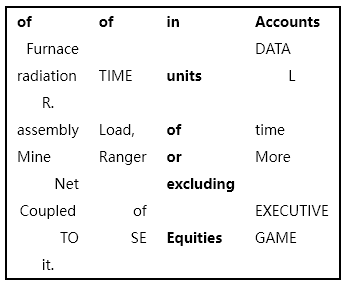 of of in Accounts
Furnace DATA
radiation TIME units L
R.
assembly Load, of time
Mine Ranger or More
Net excluding
Coupled of EXECUTIVE
TO SE Equities GAME
it.